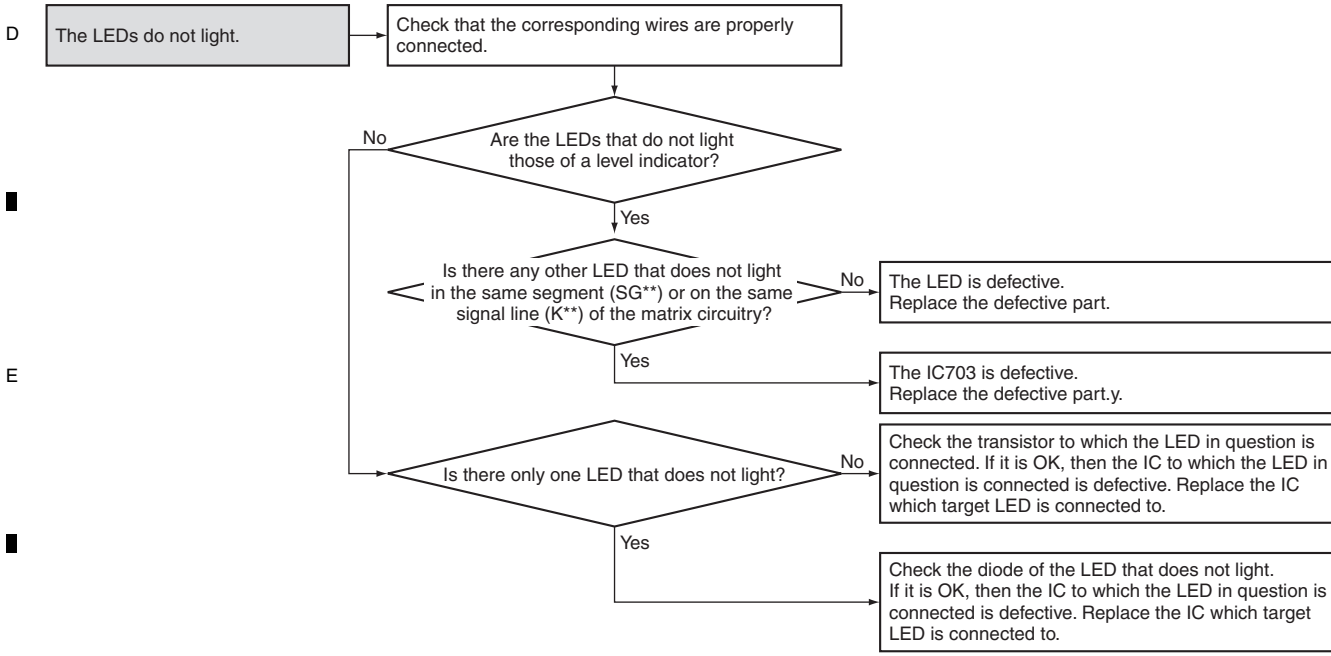 D
The LEDs do not light.
Check that the corresponding wires are properly
connected.
No
Are the LEDs that do not light
those of a level indicator?
Yes
Is there any other LED that does not light
in the same segment (SG**) or on the same
signal line (K**) of the matrix circuitry?
No
The LED is defective.
Replace the defective part.
Yes
E
The IC703 is defective.
Replace the defective part.y.
Is there only one LED that does not light?
No
Check the transistor to which the LED in question is
connected. If it is OK, then the IC to which the LED in
question is connected is defective. Replace the IC
which target LED is connected to.
Yes
Check the diode of the LED that does not light.
If it is OK, then the IC to which the LED in question is
connected is defective. Replace the IC which target
LED is connected to.